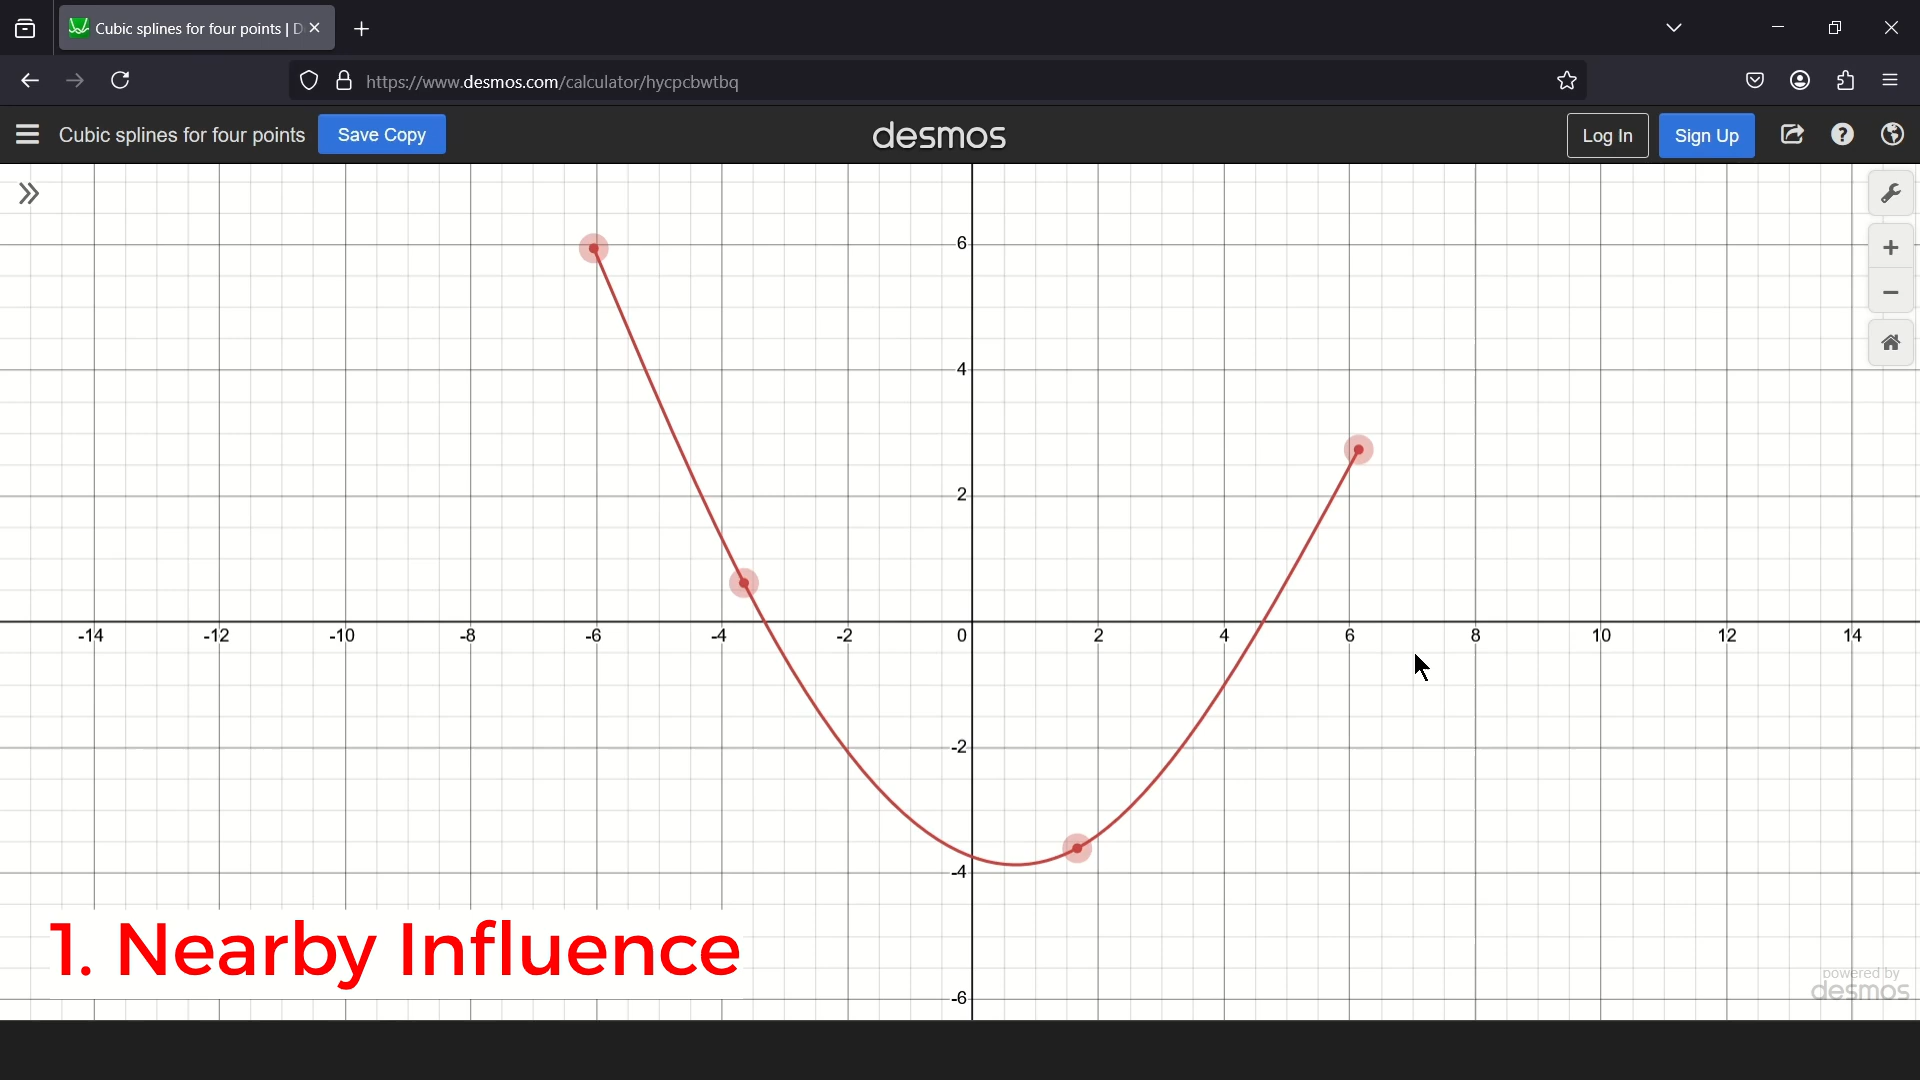 Cubic splines for four points | D
https://www.desmos.com/calculator/hycpcbwtbq
Cubic splines for four points
Save Copy
desmos
Log In
Sign Up
6
4
2
-14 -12 -10 -8 -6 -4 -2 0 2 4 6 8 10 12 14
-2
-4
1. Nearby Influence
powered by
desmos
-6